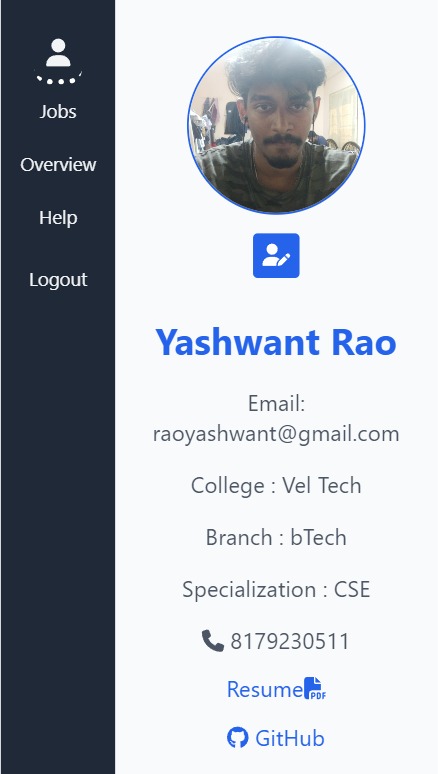 Jobs
Overview
Help
Logout
Yashwant Rao
Email:
raoyashwant@gmail.com
College : Vel Tech
Branch : bTech
Specialization : CSE
8179230511
Resume PDF
GitHub